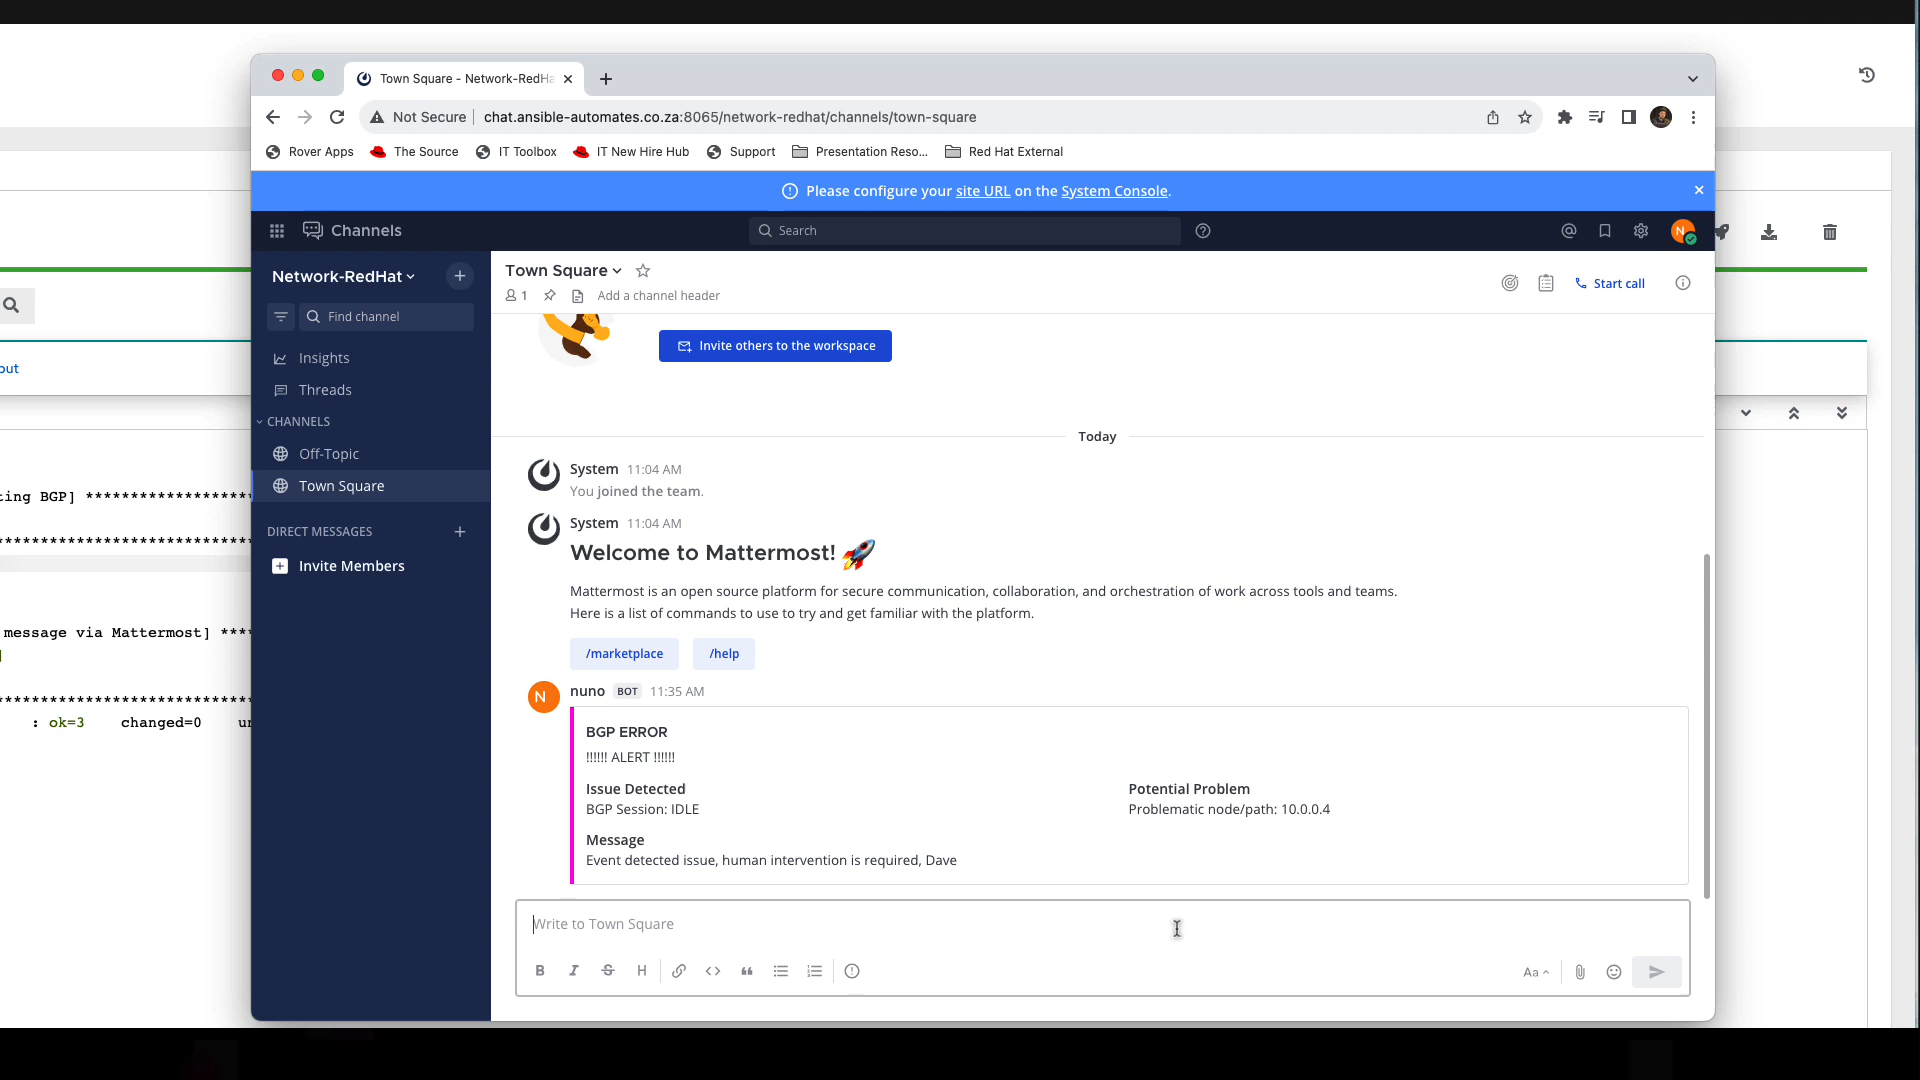 Town Square - Network-RedHa
Not Secure
chat.ansible-automates.co.za:8065/network-redhat/channels/town-square
Rover Apps
The Source
IT Toolbox
IT New Hire Hub
Support
Presentation Reso...
Red Hat External
Please configure your site URL on the System Console.
Channels
Search
N
Network-RedHat
Find channel
Insights
Threads
CHANNELS
Off-Topic
Town Square
DIRECT MESSAGES
Invite Members
Town Square
1
Add a channel header
Start call
Invite others to the workspace
Today
System 11:04 AM
You joined the team.
System 11:04 AM
Welcome to Mattermost! 🚀
Mattermost is an open source platform for secure communication, collaboration, and orchestration of work across tools and teams.
Here is a list of commands to use to try and get familiar with the platform.
/marketplace /help
N
nuno BOT 11:35 AM
BGP ERROR
!!!!!! ALERT !!!!!!
Issue Detected
BGP Session: IDLE
Potential Problem
Problematic node/path: 10.0.0.4
Message
Event detected issue, human intervention is required, Dave
Write to Town Square
B I S H
Aa
out
ting BGP] *******************
*****************************
message via Mattermost] ****
]
*****************************
: ok=3 changed=0 un